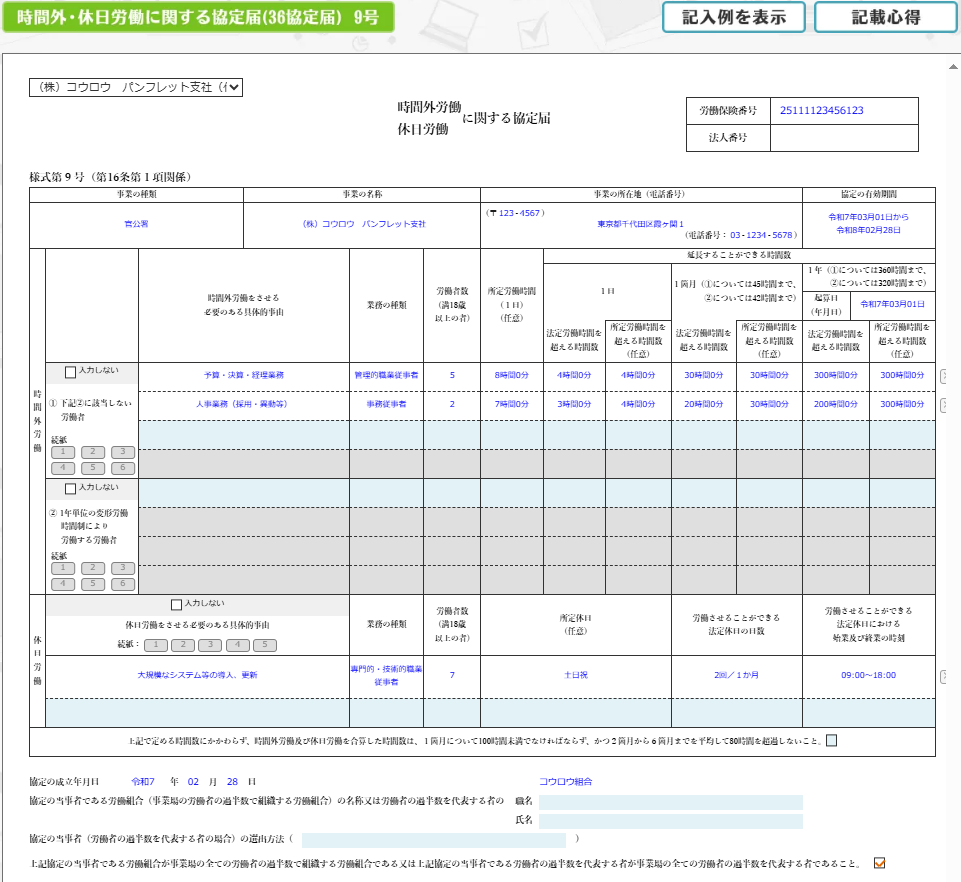 時間外・休日労働に関する協定届(36協定届) 9号
記入例を表示
記載心得
（株）コウロウ　パンフレット支社（
時間外労働
休日労働
に関する協定届
労働保険番号 25111123456123
法人番号
様式第９号（第16条第１項関係）
事業の種類 事業の名称 事業の所在地（電話番号） 協定の有効期間
官公署
（株）コウロウ　パンフレット支社
（〒123 - 4567）
東京都千代田区霞ヶ関１
（電話番号： 03 - 1234 - 5678 ）
令和7年03月01日から
令和8年02月28日
時間外労働をさせる
必要のある具体的事由
業務の種類
労働者数
（満18歳
以上の者）
所定労働時間
（１日）
（任意）
延長することができる時間数
１日
１箇月（①については45時間まで、
②については42時間まで）
１年（①については360時間まで、
②については320時間まで）
起算日
（年月日）
令和7年03月01日
法定労働時間を
超える時間数
所定労働時間を
超える時間数
（任意）
法定労働時間を
超える時間数
所定労働時間を
超える時間数
（任意）
法定労働時間を
超える時間数
所定労働時間を
超える時間数
（任意）
時間外労働
入力しない
① 下記②に該当しない
労働者
続紙
1 2 3
4 5 6
予算・決算・経理業務 管理的職業従事者 5 8時間0分 4時間0分 4時間0分 30時間0分 30時間0分 300時間0分 300時間0分
人事業務（採用・異動等） 事務従事者 2 7時間0分 3時間0分 4時間0分 20時間0分 30時間0分 200時間0分 300時間0分
入力しない
② 1年単位の変形労働
時間制により
労働する労働者
続紙
1 2 3
4 5 6
休日労働
入力しない
休日労働をさせる必要のある具体的事由
続紙： 1 2 3 4 5
業務の種類
労働者数
（満18歳
以上の者）
所定休日
（任意）
労働させることができる
法定休日の日数
労働させることができる
法定休日における
始業及び終業の時刻
大規模なシステム等の導入、更新
専門的・技術的職業
従事者
7 土日祝 2回／１か月 09:00～18:00
上記で定める時間数にかかわらず、時間外労働及び休日労働を合算した時間数は、１箇月について100時間未満でなければならず、かつ２箇月から６箇月までを平均して80時間を超過しないこと。
協定の成立年月日 令和7 年 02 月 28 日
コウロウ組合
協定の当事者である労働組合（事業場の労働者の過半数で組織する労働組合）の名称又は労働者の過半数を代表する者の 職名
氏名
協定の当事者（労働者の過半数を代表する者の場合）の選出方法（ ）
上記協定の当事者である労働組合が事業場の全ての労働者の過半数で組織する労働組合である又は上記協定の当事者である労働者の過半数を代表する者が事業場の全ての労働者の過半数を代表する者であること。